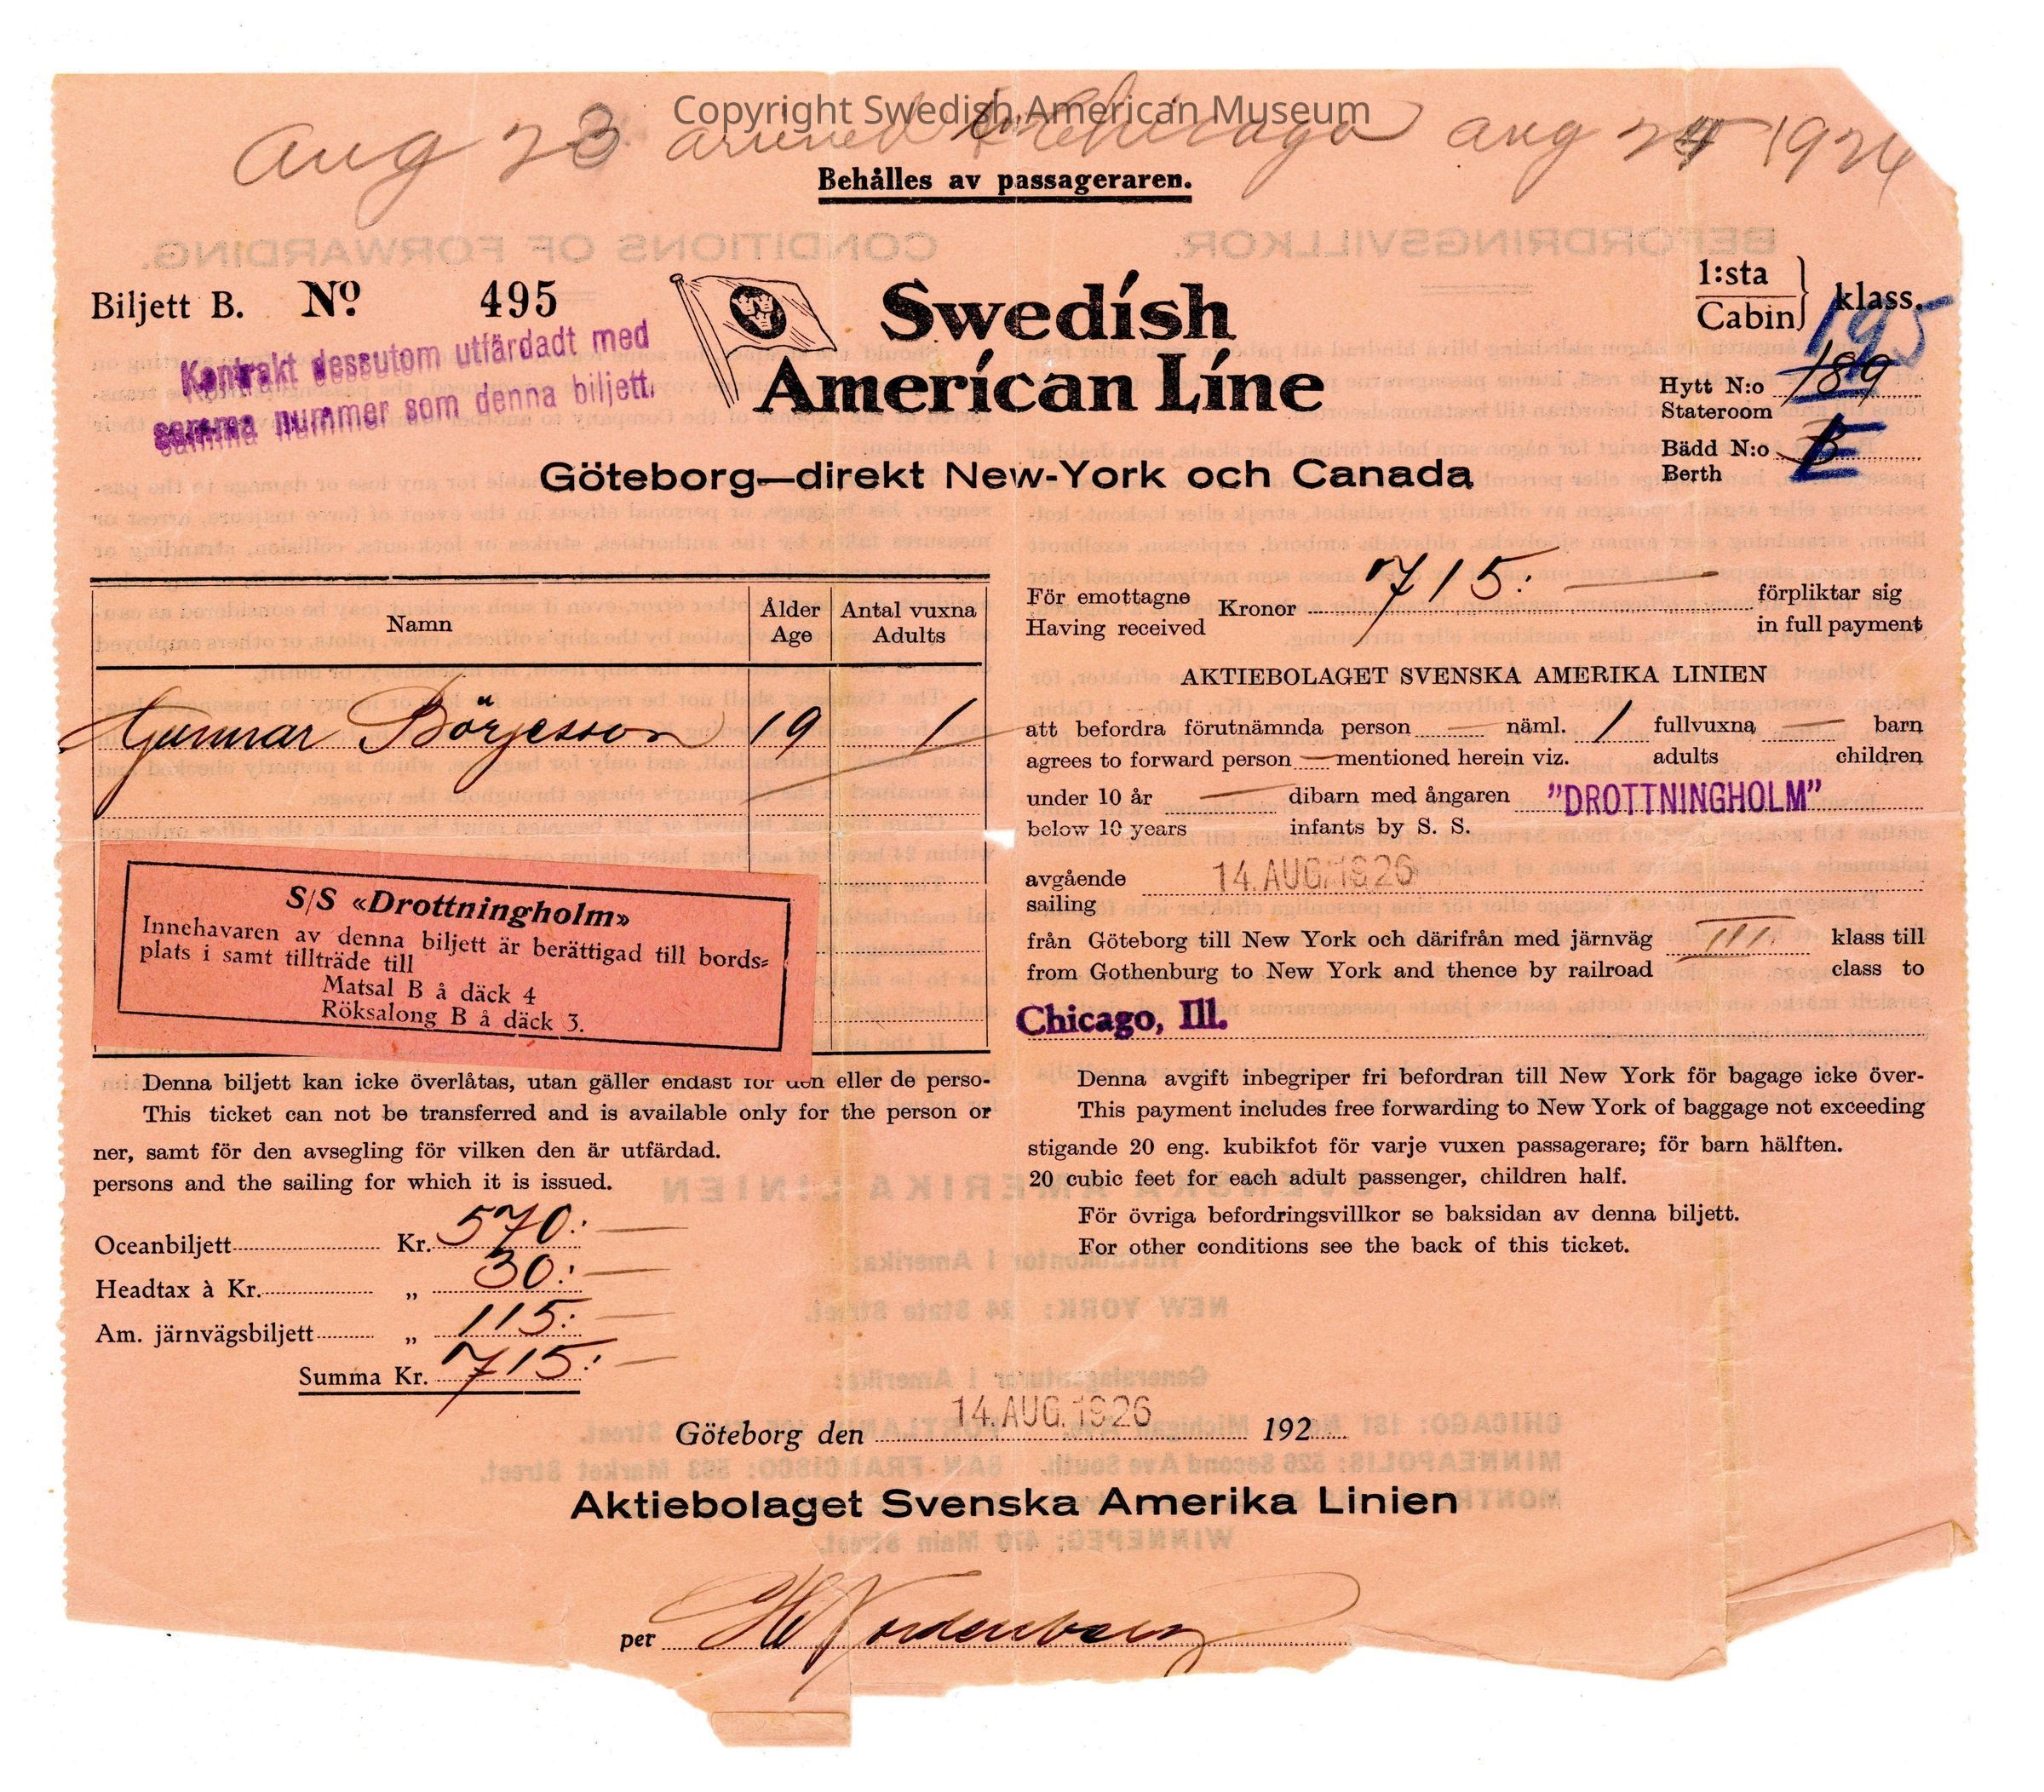 Copyright Swedish American Museum
Aug 23 arrived Chicago Aug 24 1926
Behålles av passageraren.
Biljett B. No 495
Kontrakt dessutom utfärdadt med
samma nummer som denna biljett.
Swedish
American Line
1:sta
Cabin
klass.
195
Hytt N:o 189
Stateroom
Bädd N:o B E
Berth
Göteborg—direkt New-York och Canada
Namn
Ålder
Age
Antal vuxna
Adults
Gunnar Börjesson 19 1
S/S «Drottningholm»
Innehavaren av denna biljett är berättigad till bords=
plats i samt tillträde till
Matsal B å däck 4
Röksalong B å däck 3.
Denna biljett kan icke överlåtas, utan gäller endast för den eller de perso-
This ticket can not be transferred and is available only for the person or
ner, samt för den avsegling för vilken den är utfärdad.
persons and the sailing for which it is issued.
Oceanbiljett Kr. 570:—
Headtax à Kr. „ 30:—
Am. järnvägsbiljett „ 115:—
Summa Kr. 715:—
För emottagne Kronor 715:— förpliktar sig
Having received in full payment
AKTIEBOLAGET SVENSKA AMERIKA LINIEN
att befordra förutnämnda person — näml. 1 fullvuxna — barn
agrees to forward person — mentioned herein viz. adults children
under 10 år — dibarn med ångaren "DROTTNINGHOLM"
below 10 years infants by S. S.
avgående 14. AUG. 1926
sailing
från Göteborg till New York och därifrån med järnväg III. klass till
from Gothenburg to New York and thence by railroad class to
Chicago, Ill.
Denna avgift inbegriper fri befordran till New York för bagage icke över-
This payment includes free forwarding to New York of baggage not exceeding
stigande 20 eng. kubikfot för varje vuxen passagerare; för barn hälften.
20 cubic feet for each adult passenger, children half.
För övriga befordringsvillkor se baksidan av denna biljett.
For other conditions see the back of this ticket.
Göteborg den 14. AUG. 1926 192
Aktiebolaget Svenska Amerika Linien
per H Nordenberg